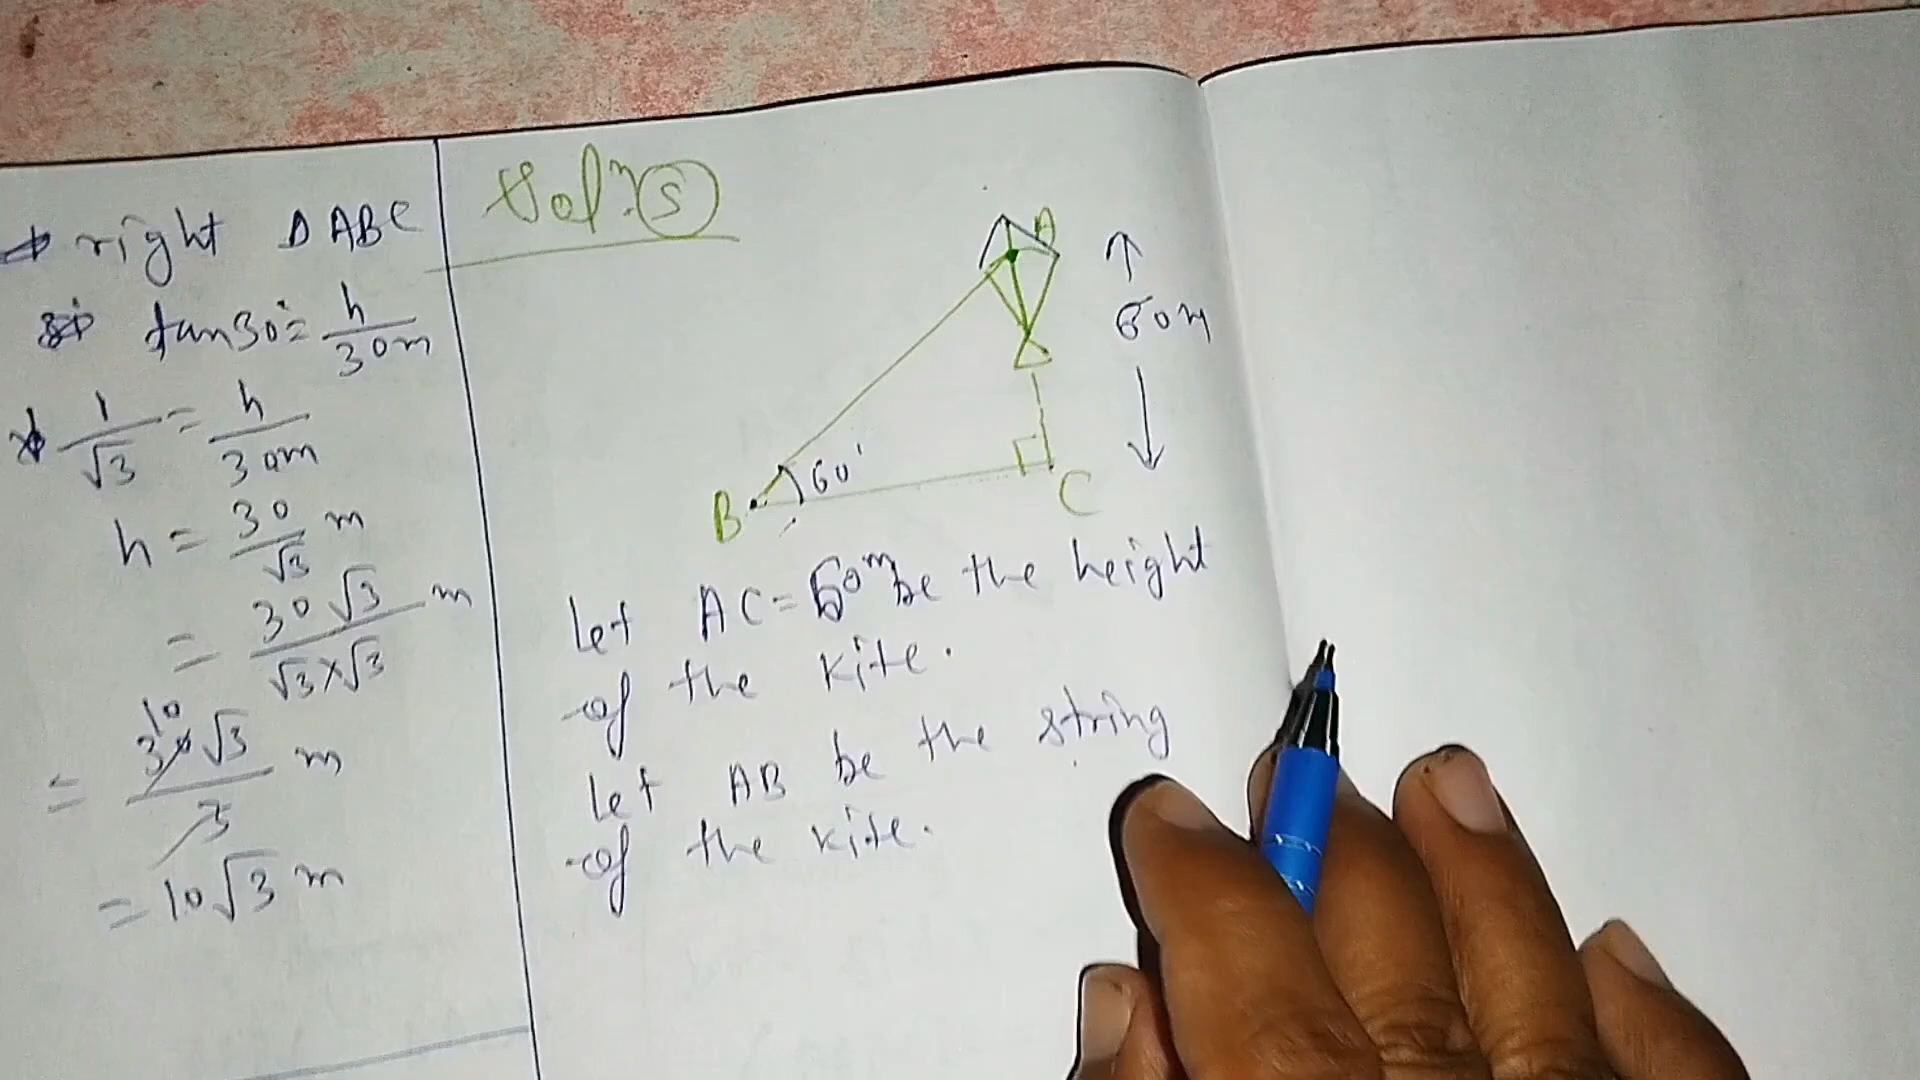 right Δ ABC
tan30°= h/30m
1/√3 = h/30m
h = 30/√3 m
= 30√3/√3×√3 m
= 10 30√3/3 m
= 10√3 m
Solⁿ: (5)
A
60m
60°
B
C
let AC = 60m be the height
of the kite.
let AB be the string
of the kite.